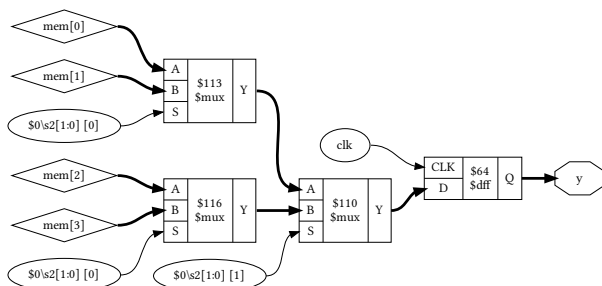 mem[0]
mem[1]
$0\s2[1:0] [0]
A
B
S
$113
$mux
Y
mem[2]
mem[3]
$0\s2[1:0] [0]
A
B
S
$116
$mux
Y
$0\s2[1:0] [1]
A
B
S
$110
$mux
Y
clk
CLK
D
$64
$dff
Q
y